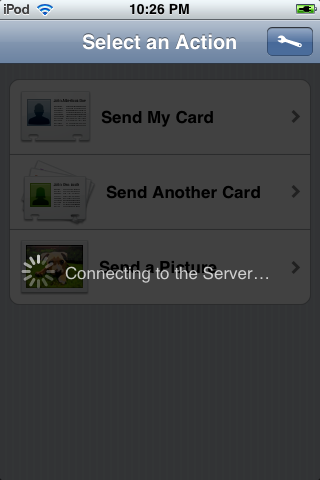 iPod 10:26 PM
Select an Action
Send My Card
Send Another Card
Send a Picture
Connecting to the Server…